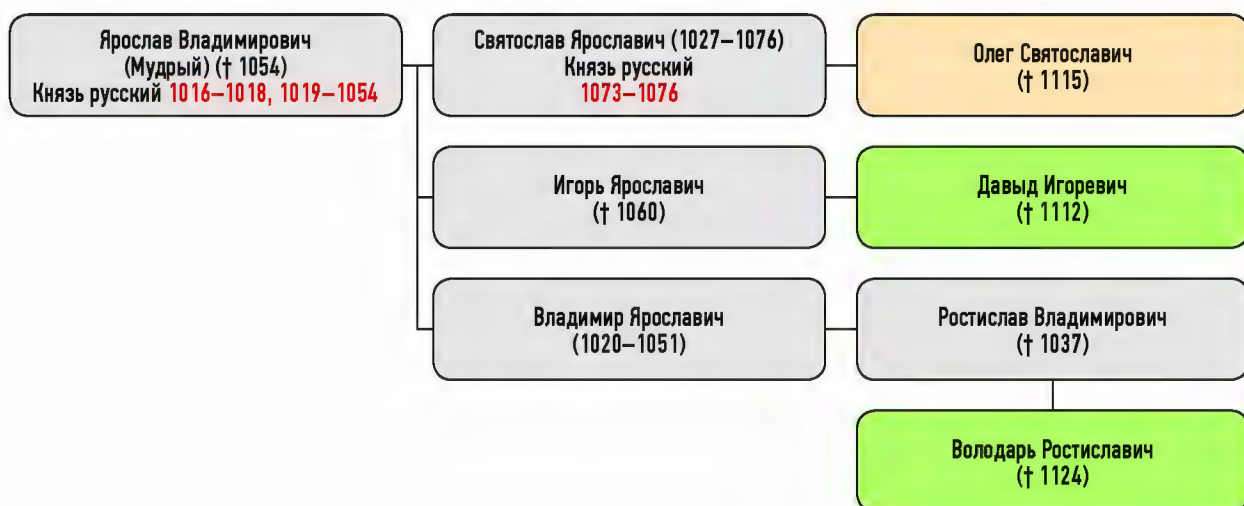 Ярослав Владимирович
(Мудрый) († 1054)
Князь русский 1016–1018, 1019–1054
Святослав Ярославич (1027–1076)
Князь русский
1073–1076
Олег Святославич
(† 1115)
Игорь Ярославич
(† 1060)
Давыд Игоревич
(† 1112)
Владимир Ярославич
(1020–1051)
Ростислав Владимирович
(† 1037)
Володарь Ростиславич
(† 1124)